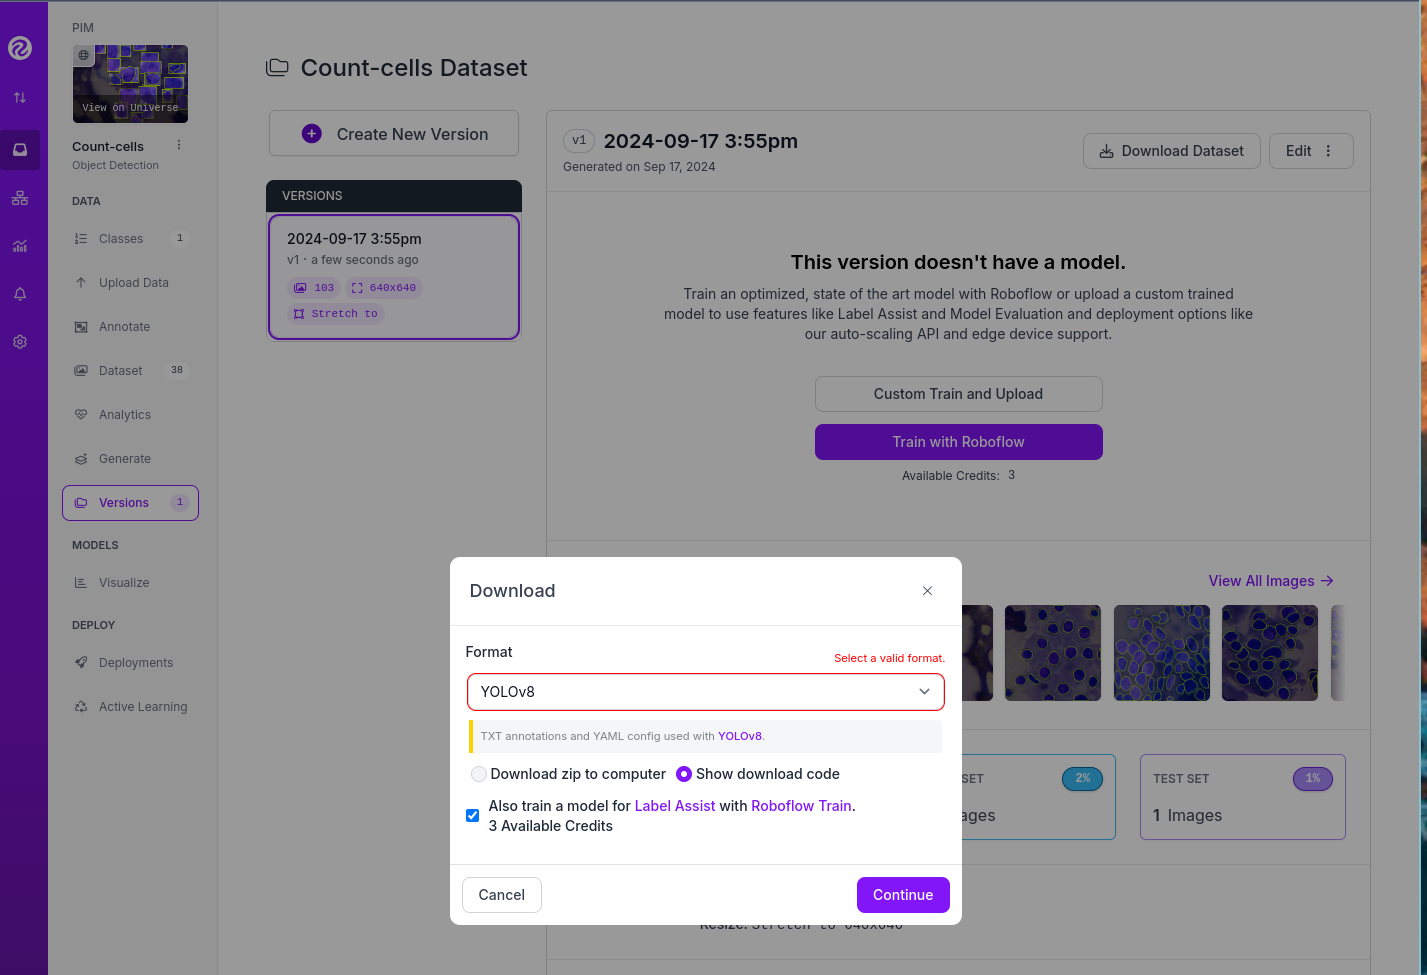 PIM
View on Universe
Count-cells
Object Detection
DATA
Classes 1
Upload Data
Annotate
Dataset 38
Analytics
Generate
Versions 1
MODELS
Visualize
DEPLOY
Deployments
Active Learning
Count-cells Dataset
Create New Version
VERSIONS
2024-09-17 3:55pm
v1 · a few seconds ago
103 640x640
Stretch to
v1 2024-09-17 3:55pm
Generated on Sep 17, 2024
Download Dataset
Edit
This version doesn't have a model.
Train an optimized, state of the art model with Roboflow or upload a custom trained
model to use features like Label Assist and Model Evaluation and deployment options like
our auto-scaling API and edge device support.
Custom Train and Upload
Train with Roboflow
Available Credits: 3
View All Images →
SET 2%
ages
TEST SET 1%
1 Images
Download
Format
Select a valid format.
YOLOv8
TXT annotations and YAML config used with YOLOv8.
Download zip to computer Show download code
Also train a model for Label Assist with Roboflow Train.
3 Available Credits
Cancel
Continue
Resize: Stretch to 640x640